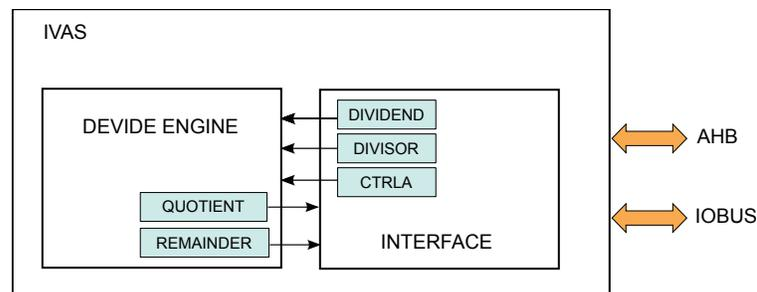 IVAS
DEVIDE ENGINE
DIVIDEND
DIVISOR
CTRLA
QUOTIENT
REMAINDER
INTERFACE
AHB
IOBUS